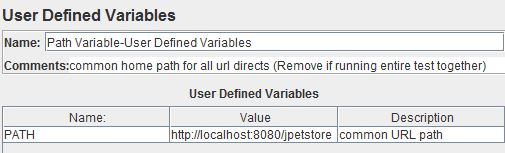 User Defined Variables
Name: Path Variable-User Defined Variables
Comments:common home path for all url directs (Remove if running entire test together)
User Defined Variables
Name: Value Description
PATH http://localhost:8080/jpetstore common URL path